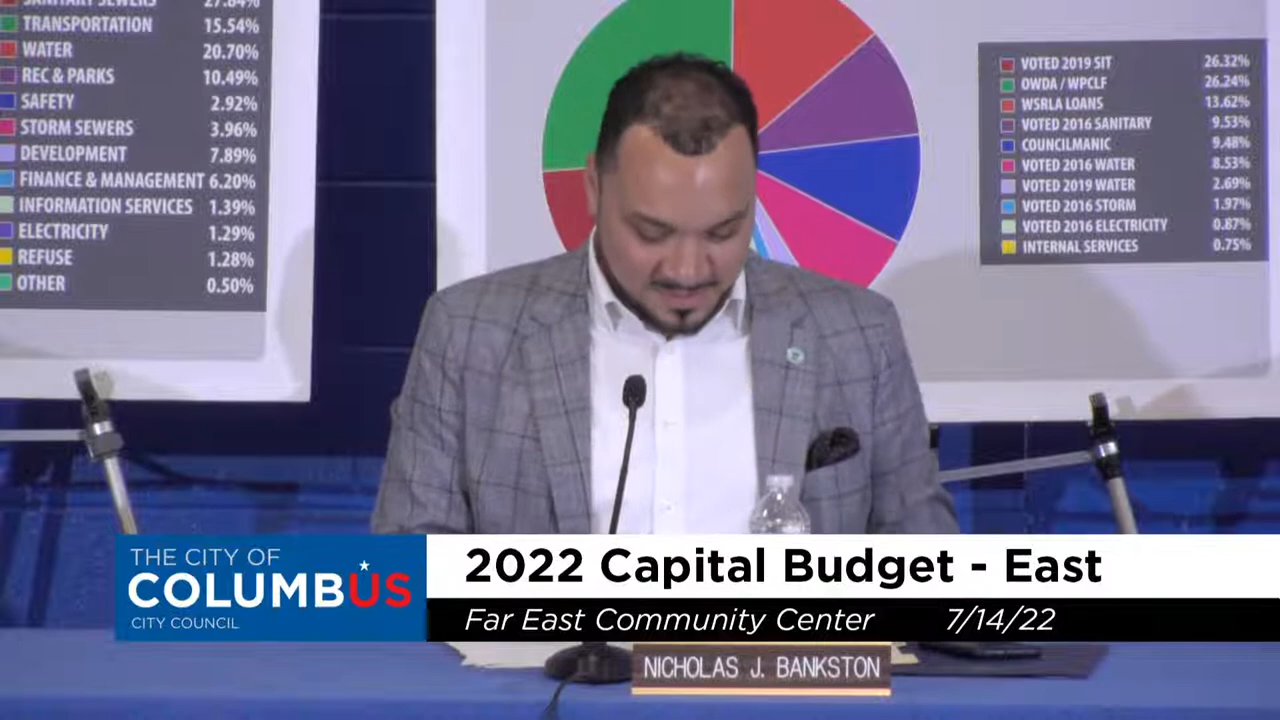 SANITARY SEWERS 27.84%
TRANSPORTATION 15.54%
WATER 20.70%
REC & PARKS 10.49%
SAFETY 2.92%
STORM SEWERS 3.96%
DEVELOPMENT 7.89%
FINANCE & MANAGEMENT 6.20%
INFORMATION SERVICES 1.39%
ELECTRICITY 1.29%
REFUSE 1.28%
OTHER 0.50%
VOTED 2019 SIT 26.32%
OWDA / WPCLF 26.24%
WSRLA LOANS 13.62%
VOTED 2016 SANITARY 9.53%
COUNCILMANIC 9.48%
VOTED 2016 WATER 8.53%
VOTED 2019 WATER 2.69%
VOTED 2016 STORM 1.97%
VOTED 2016 ELECTRICITY 0.87%
INTERNAL SERVICES 0.75%
THE CITY OF
COLUMBUS
CITY COUNCIL
2022 Capital Budget - East
Far East Community Center 7/14/22
NICHOLAS J. BANKSTON